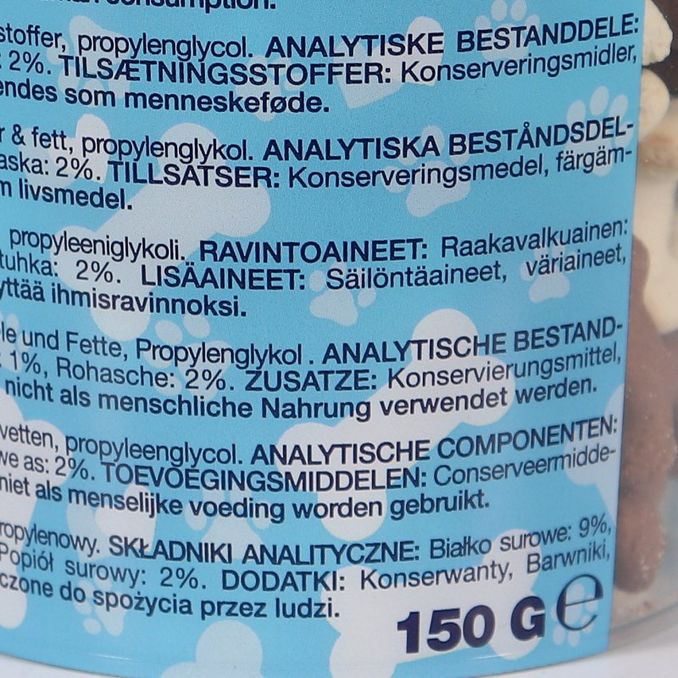 consumption.
stoffer, propylenglycol. ANALYTISKE BESTANDDELE:
2%. TILSÆTNINGSSTOFFER: Konserveringsmidler,
endes som menneskeføde.
r & fett, propylenglykol. ANALYTISKA BESTÅNDSDEL-
aska: 2%. TILLSATSER: Konserveringsmedel, färgäm-
m livsmedel.
propyleeniglykoli. RAVINTOAINEET: Raakavalkuainen:
tuhka: 2%. LISÄAINEET: Säilöntäaineet, väriaineet,
yttää ihmisravinnoksi.
le und Fette, Propylenglykol. ANALYTISCHE BESTAND-
: 1%, Rohasche: 2%. ZUSATZE: Konservierungsmittel,
nicht als menschliche Nahrung verwendet werden.
vetten, propyleenglycol. ANALYTISCHE COMPONENTEN:
we as: 2%. TOEVOEGINGSMIDDELEN: Conserveermidde-
niet als menselijke voeding worden gebruikt.
ropylenowy. SKŁADNIKI ANALITYCZNE: Białko surowe: 9%,
Popiół surowy: 2%. DODATKI: Konserwanty, Barwniki,
czone do spożycia przez ludzi.
150 G e